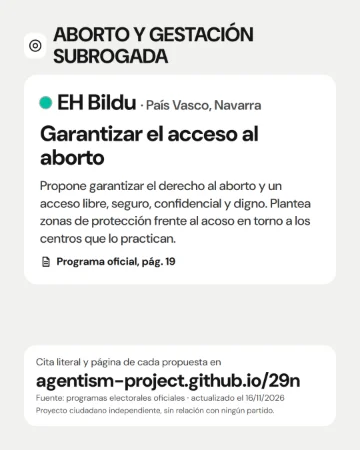 ABORTO Y GESTACIÓN
SUBROGADA
EH Bildu · País Vasco, Navarra
Garantizar el acceso al
aborto
Propone garantizar el derecho al aborto y un
acceso libre, seguro, confidencial y digno. Plantea
zonas de protección frente al acoso en torno a los
centros que lo practican.
Programa oficial, pág. 19
Cita literal y página de cada propuesta en
agentism-project.github.io/29n
Fuente: programas electorales oficiales · actualizado el 16/11/2026
Proyecto ciudadano independiente, sin relación con ningún partido.